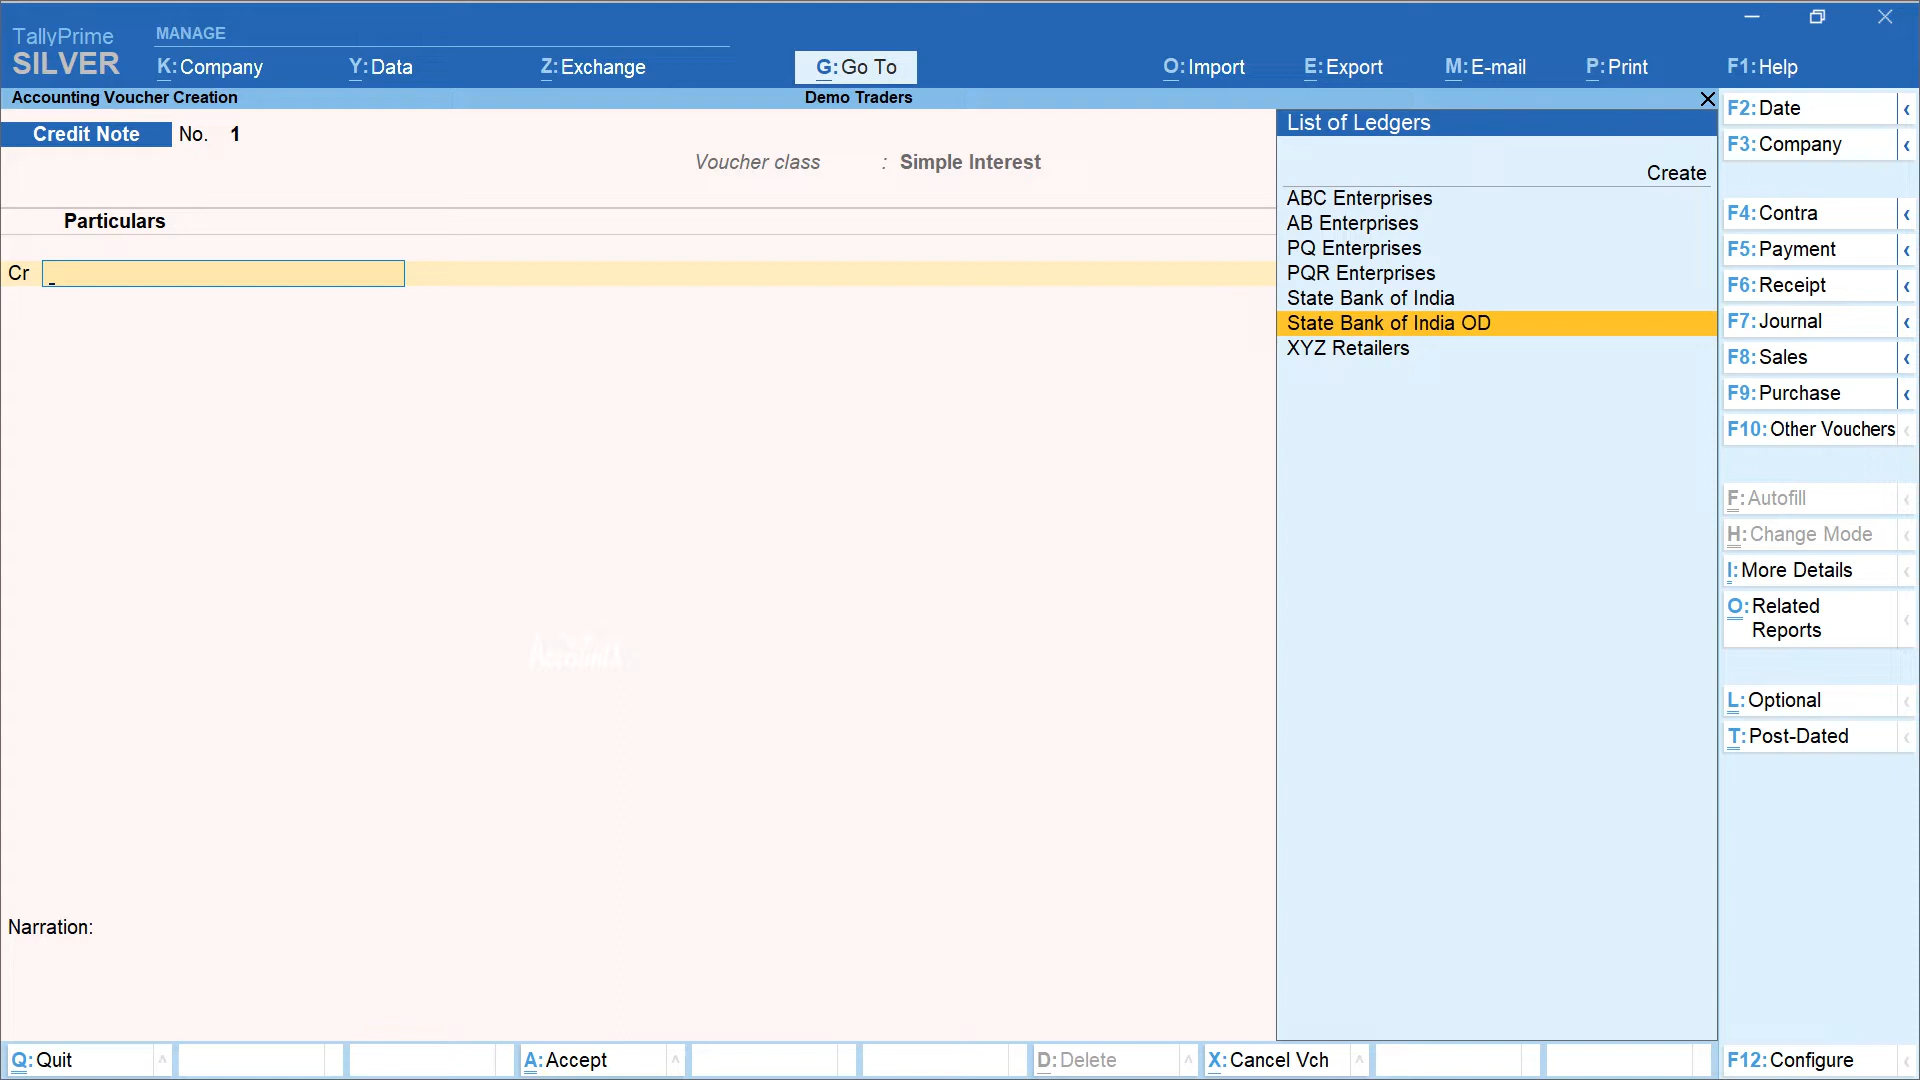 TallyPrime
SILVER
MANAGE
K: Company
Y: Data
Z: Exchange
G: Go To
O: Import
E: Export
M: E-mail
P: Print
F1: Help
Accounting Voucher Creation
Demo Traders
Credit Note No. 1
Voucher class : Simple Interest
Particulars
Cr
Narration:
List of Ledgers
Create
ABC Enterprises
AB Enterprises
PQ Enterprises
PQR Enterprises
State Bank of India
State Bank of India OD
XYZ Retailers
F2: Date
F3: Company
F4: Contra
F5: Payment
F6: Receipt
F7: Journal
F8: Sales
F9: Purchase
F10: Other Vouchers
F: Autofill
H: Change Mode
I: More Details
O: Related
Reports
L: Optional
T: Post-Dated
Q: Quit
A: Accept
D: Delete
X: Cancel Vch
F12: Configure